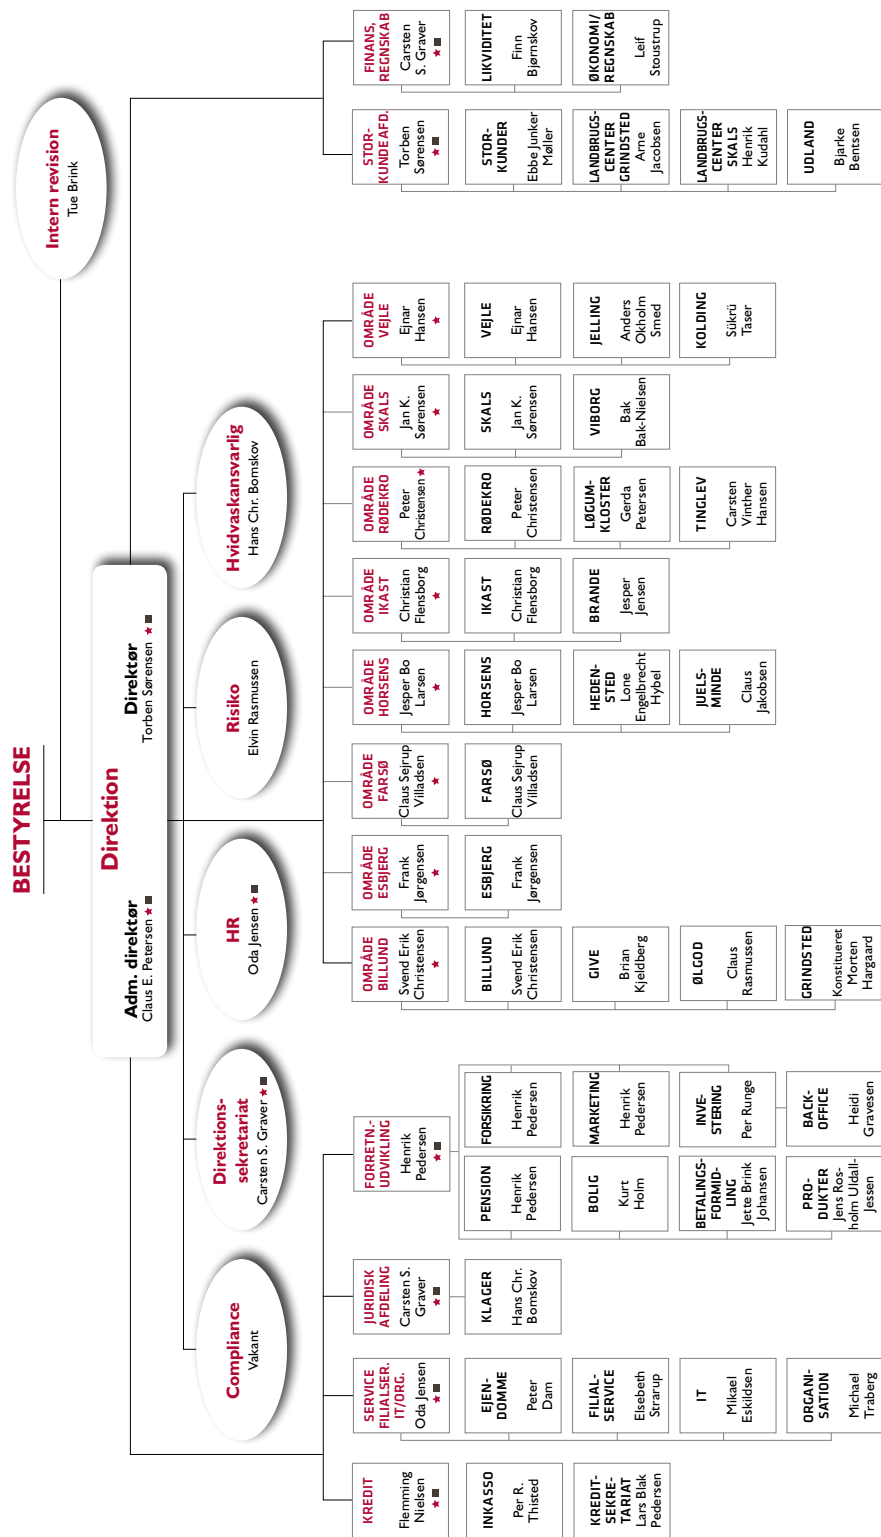 BESTYRELSE
Intern revision
Tue Brink
Direktion
Adm. direktør
Claus E. Petersen ★ ■
Direktør
Torben Sørensen ★ ■
Compliance
Vakant
Direktions-
sekretariat
Carsten S. Graver ★ ■
HR
Oda Jensen ★ ■
Risiko
Elvin Rasmussen
Hvidvaskansvarlig
Hans Chr. Bomskov
KREDIT
Flemming
Nielsen
★ ■
INKASSO
Per R.
Thisted
KREDIT-
SEKRE-
TARIAT
Lars Blak
Pedersen
SERVICE
FILIALSER.
IT/ORG.
Oda Jensen
★ ■
EJEN-
DOMME
Peter
Dam
FILIAL-
SERVICE
Elsebeth
Strarup
IT
Mikael
Eskildsen
ORGANI-
SATION
Michael
Traberg
JURIDISK
AFDELING
Carsten S.
Graver
★ ■
KLAGER
Hans Chr.
Bomskov
FORRETN.-
UDVIKLING
Henrik
Pedersen
★ ■
PENSION
Henrik
Pedersen
FORSIKRING
Henrik
Pedersen
BOLIG
Kurt
Holm
MARKETING
Henrik
Pedersen
BETALINGS-
FORMID-
LING
Jette Brink
Johansen
INVE-
STERING
Per Runge
PRO-
DUKTER
Jens Ros-
holm Uldall-
Jessen
BACK-
OFFICE
Heidi
Gravesen
OMRÅDE
BILLUND
Svend Erik
Christensen
★
BILLUND
Svend Erik
Christensen
GIVE
Brian
Kjeldberg
ØLGOD
Claus
Rasmussen
GRINDSTED
Konstitueret
Morten
Hargaard
OMRÅDE
ESBJERG
Frank
Jørgensen
★
ESBJERG
Frank
Jørgensen
OMRÅDE
FARSØ
Claus Sejrup
Villadsen
★
FARSØ
Claus Sejrup
Villadsen
OMRÅDE
HORSENS
Jesper Bo
Larsen
★
HORSENS
Jesper Bo
Larsen
HEDEN-
STED
Lone
Engelbrecht
Hybel
JUELS-
MINDE
Claus
Jakobsen
OMRÅDE
IKAST
Christian
Flensborg
★
IKAST
Christian
Flensborg
BRANDE
Jesper
Jensen
OMRÅDE
RØDEKRO
Peter
Christensen ★
RØDEKRO
Peter
Christensen
LØGUM-
KLOSTER
Gerda
Petersen
TINGLEV
Carsten
Vinther
Hansen
OMRÅDE
SKALS
Jan K.
Sørensen
★
SKALS
Jan K.
Sørensen
VIBORG
Bak
Bak-Nielsen
OMRÅDE
VEJLE
Ejnar
Hansen
★
VEJLE
Ejnar
Hansen
JELLING
Anders
Okholm
Smed
KOLDING
Sükrü
Taser
STOR-
KUNDE AFD.
Torben
Sørensen
★ ■
STOR-
KUNDER
Ebbe Junker
Møller
LANDBRUGS-
CENTER
GRINDSTED
Arne
Jacobsen
LANDBRUGS-
CENTER
SKALS
Henrik
Kudahl
UDLAND
Bjarke
Bentsen
FINANS,
REGNSKAB
Carsten
S. Graver
★ ■
LIKVIDITET
Finn
Bjørnskov
ØKONOMI/
REGNSKAB
Leif
Stoustrup